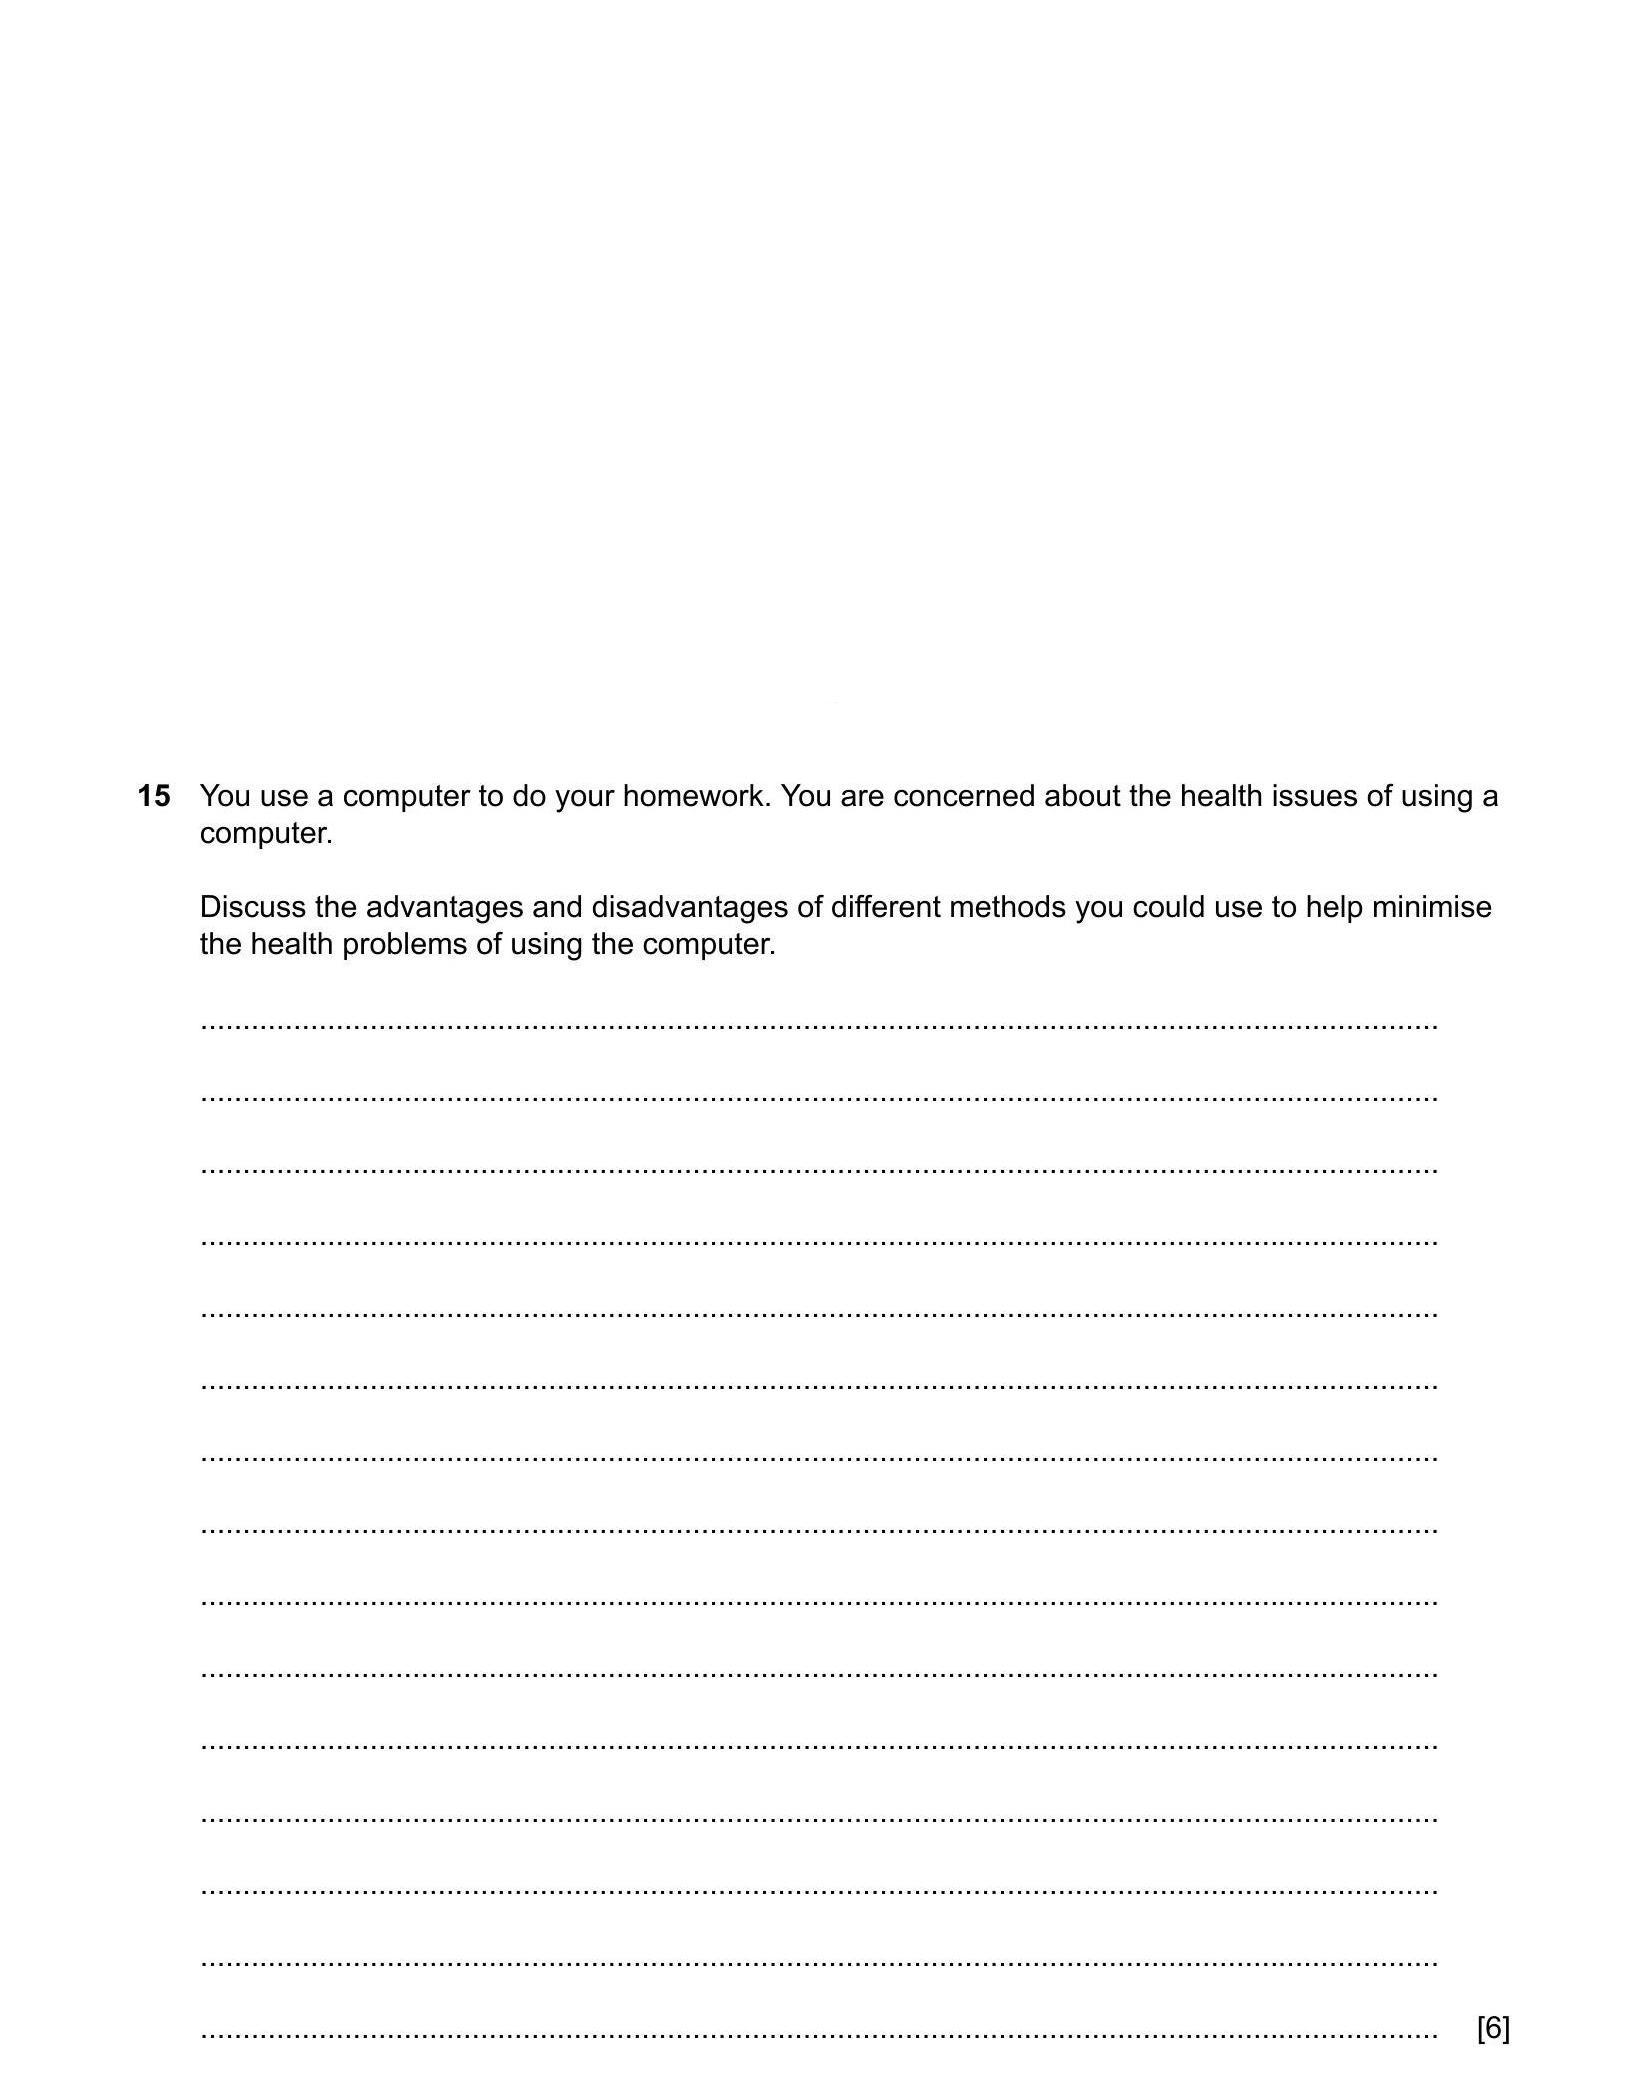 15 You use a computer to do your homework. You are concerned about the health issues of using a
computer.
Discuss the advantages and disadvantages of different methods you could use to help minimise
the health problems of using the computer.
[6]